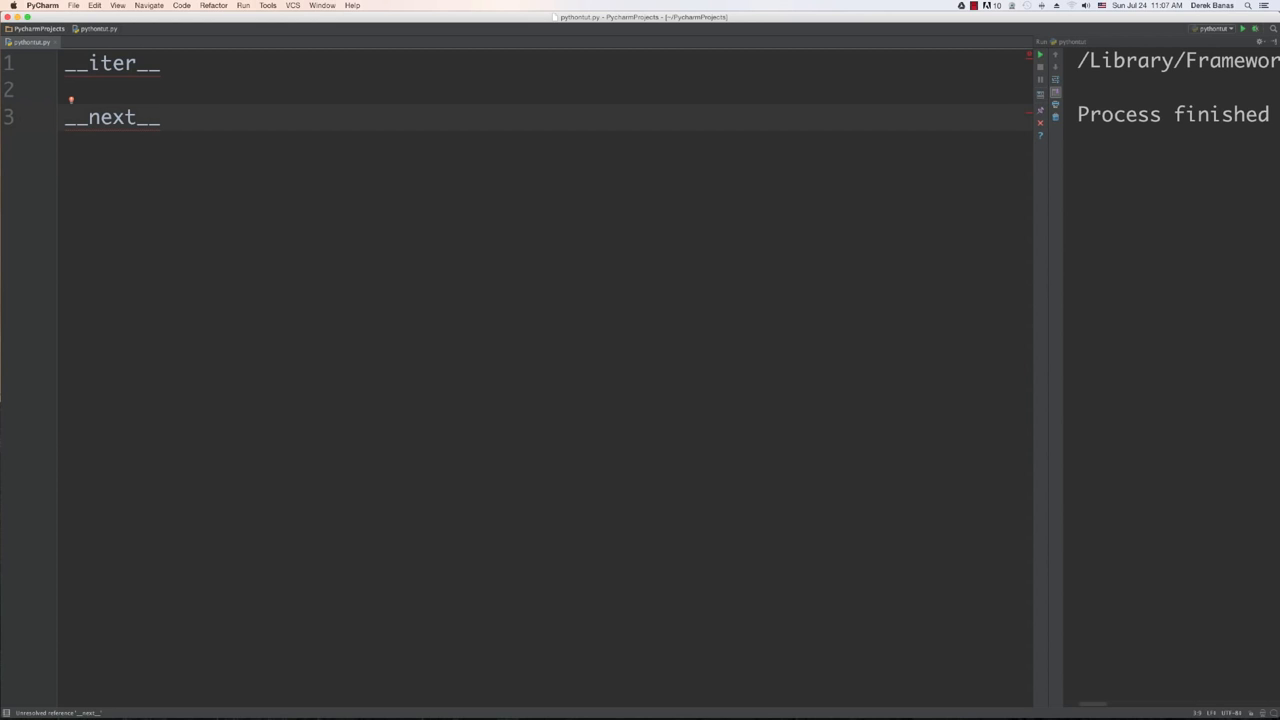 PyCharm File Edit View Navigate Code Refactor Run Tools VCS Window Help 10 Sun Jul 24 11:07 AM Derek Banas
pythontut.py - PycharmProjects - [~/PycharmProjects]
PycharmProjects pythontut.py pythontut
pythontut.py Run pythontut
1 __iter__ /Library/Framewor
2
3 __next__ Process finished
Unresolved reference '__next__' 3:9 LF÷ UTF-8÷